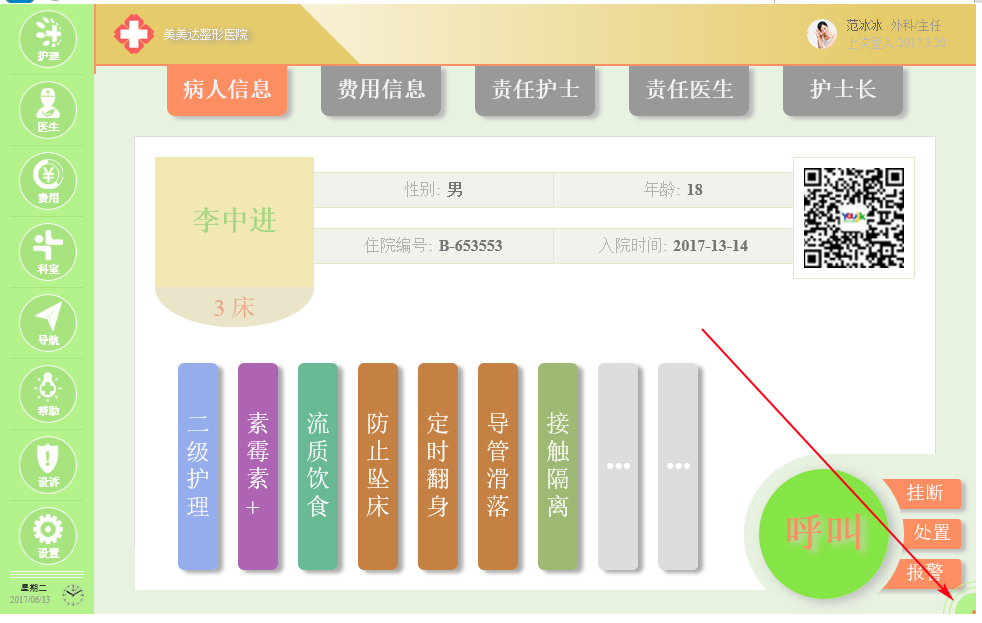 美美达整形医院
范冰冰 外科/主任
上次登入:2017.3.20
护理
医生
费用
科室
导航
帮助
投诉
设置
星期二
2017/06/13
病人信息
费用信息
责任护士
责任医生
护士长
李中进
3 床
性别: 男
年龄: 18
住院编号: B-653553
入院时间: 2017-13-14
二级护理
素霉素+
流质饮食
防止坠床
定时翻身
导管滑落
接触隔离
•••
•••
呼叫
挂断
处置
报警